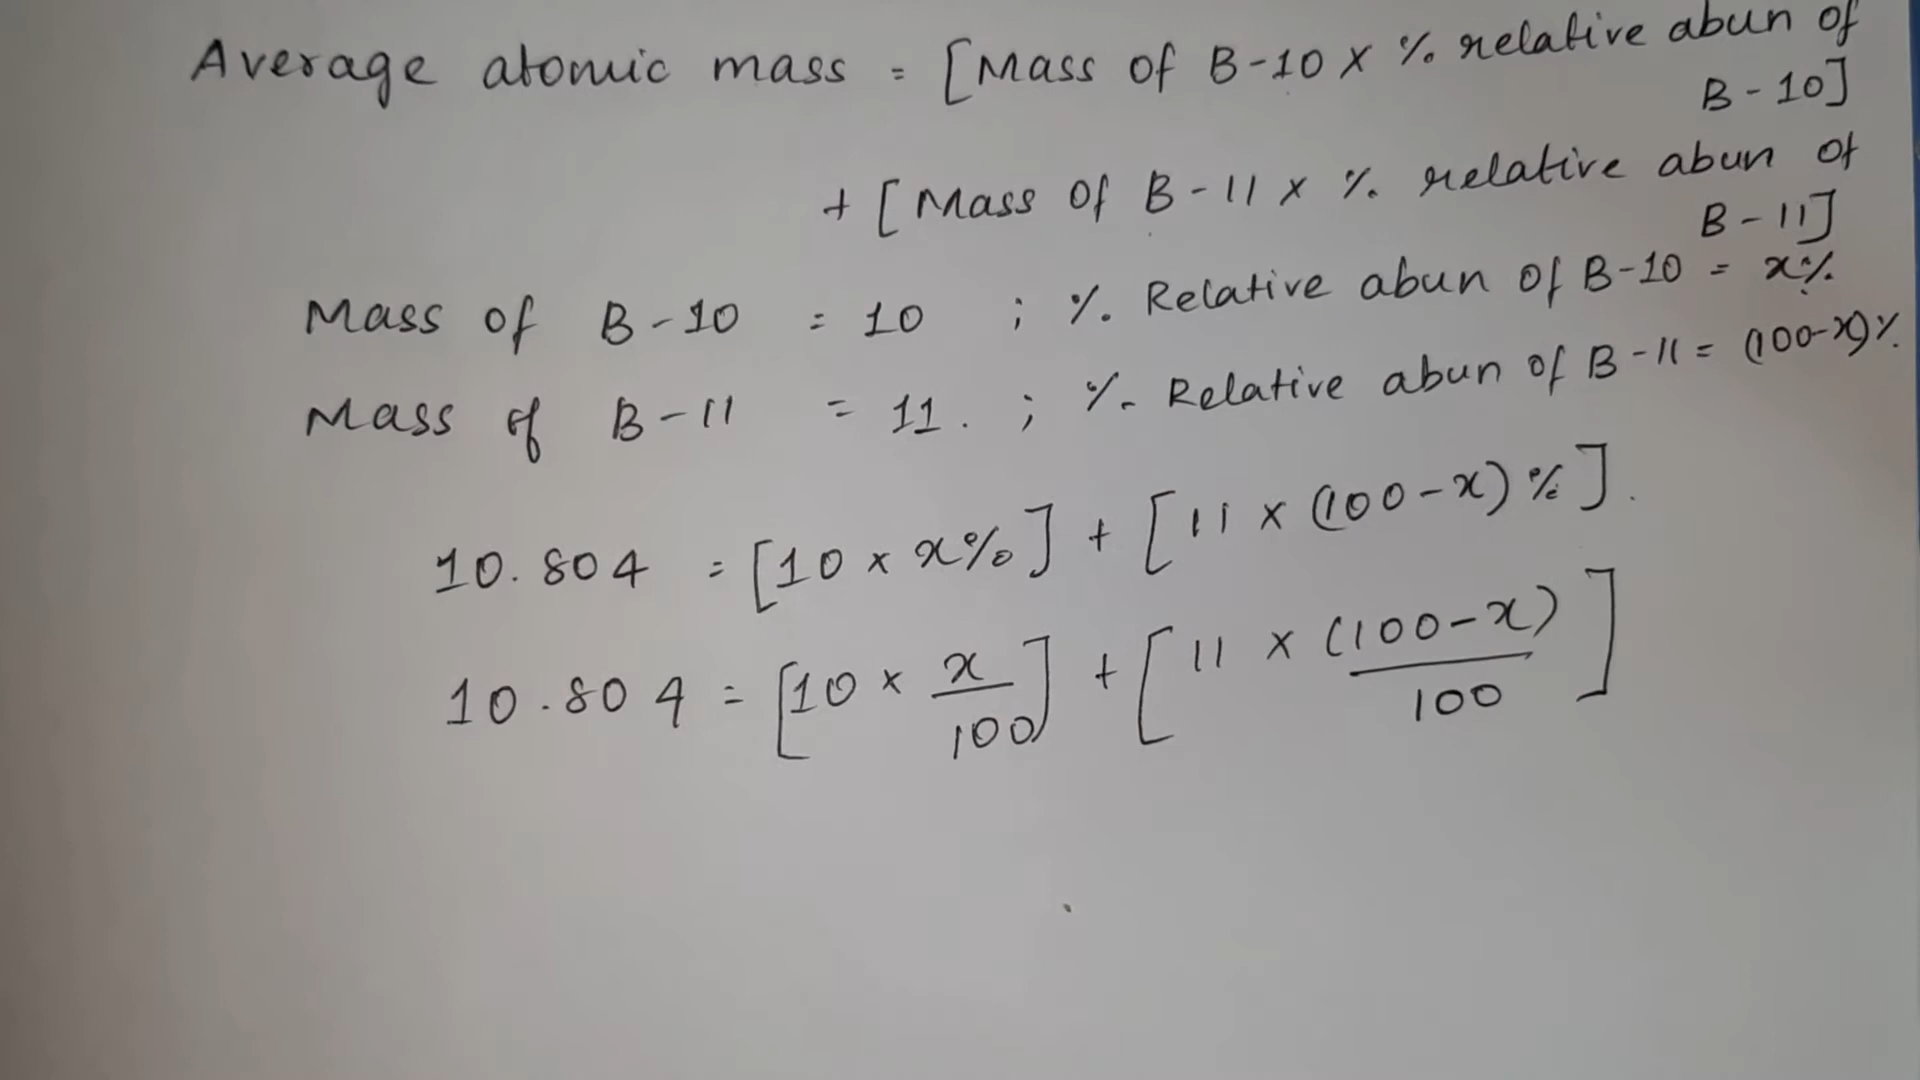 Average atomic mass = [Mass of B-10 x % relative abun of
B-10]
+ [Mass of B-11 x % relative abun of
B-11]
Mass of B-10 = 10 ; % Relative abun of B-10 = x%
Mass of B-11 = 11. ; % Relative abun of B-11 = (100-x)%
10.804 = [10 x x%] + [11 x (100-x)%].
10.804 = [10 x x/100] + [11 x (100-x)/100]